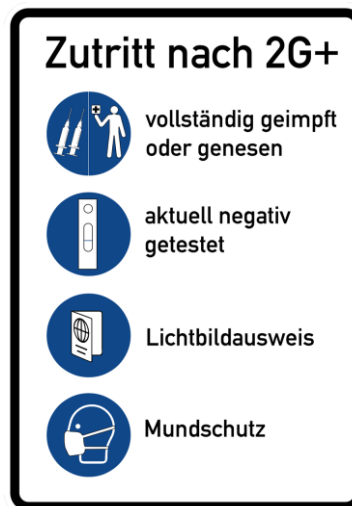 Zutritt nach 2G+
vollständig geimpft
oder genesen
aktuell negativ
getestet
Lichtbildausweis
Mundschutz